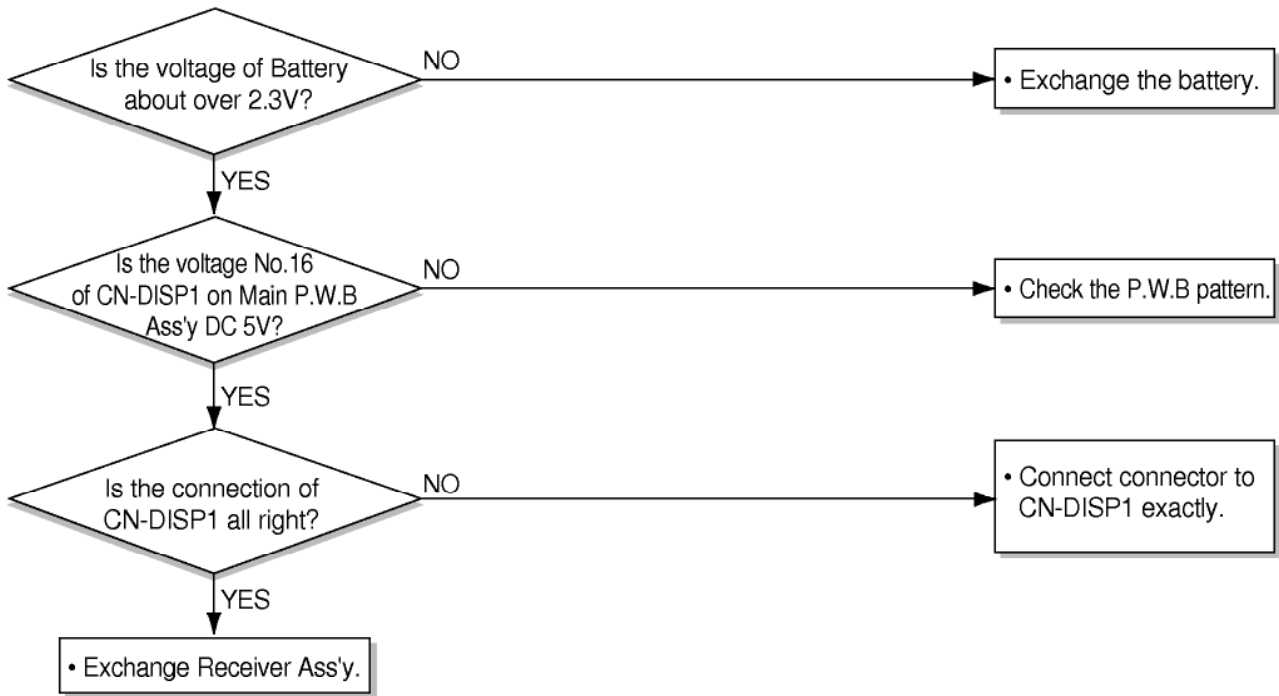 Is the voltage of Battery
about over 2.3V?
NO
• Exchange the battery.
YES
Is the voltage No.16
of CN-DISP1 on Main P.W.B
Ass'y DC 5V?
NO
• Check the P.W.B pattern.
YES
Is the connection of
CN-DISP1 all right?
NO
• Connect connector to
CN-DISP1 exactly.
YES
• Exchange Receiver Ass'y.